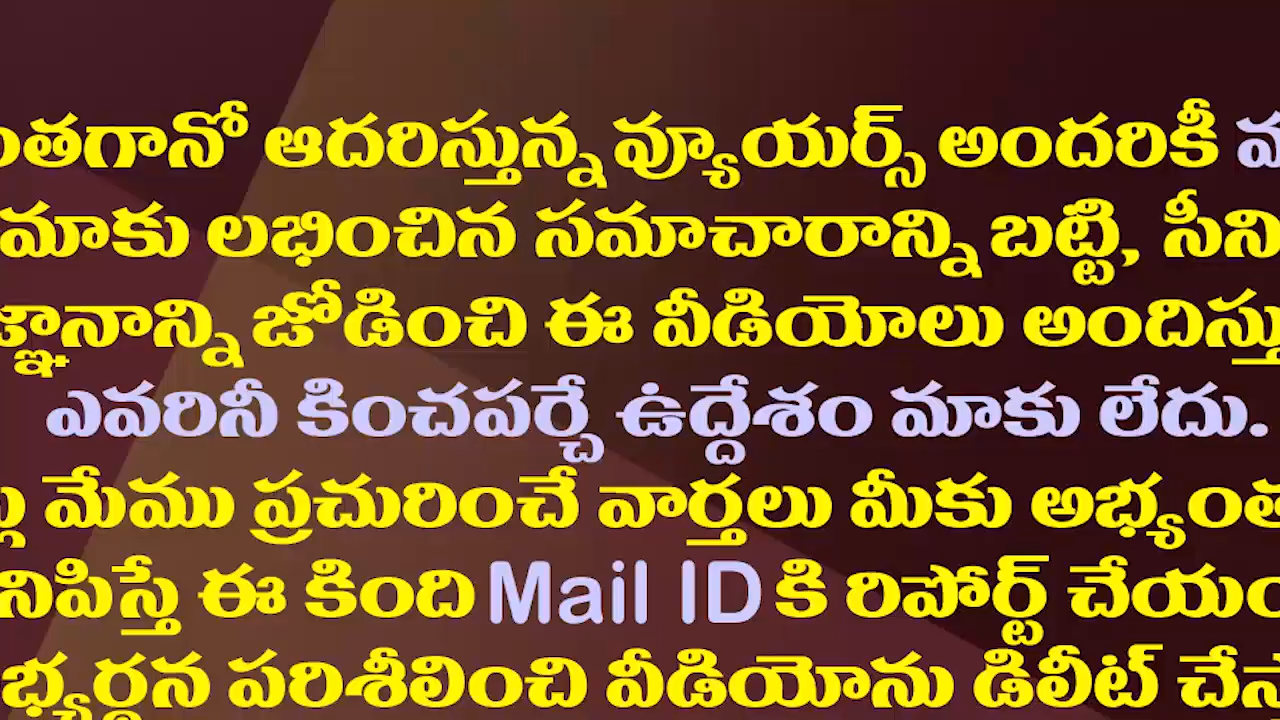 ంతగానో ఆదరిస్తున్న వ్యూయర్స్ అందరికీ
మాకు లభించిన సమాచారాన్ని బట్టి, సీని
జ్ఞానాన్ని జోడించి ఈ వీడియోలు అందిస్తు
ఎవరినీ కించపర్చే ఉద్దేశం మాకు లేదు.
మేము ప్రచురించే వార్తలు మీకు అభ్యంత
నిపిస్తే ఈ కింది Mail ID కి రిపోర్ట్ చేయం
భ్యర్థన పరిశీలించి వీడియోను డిలీట్ చేస